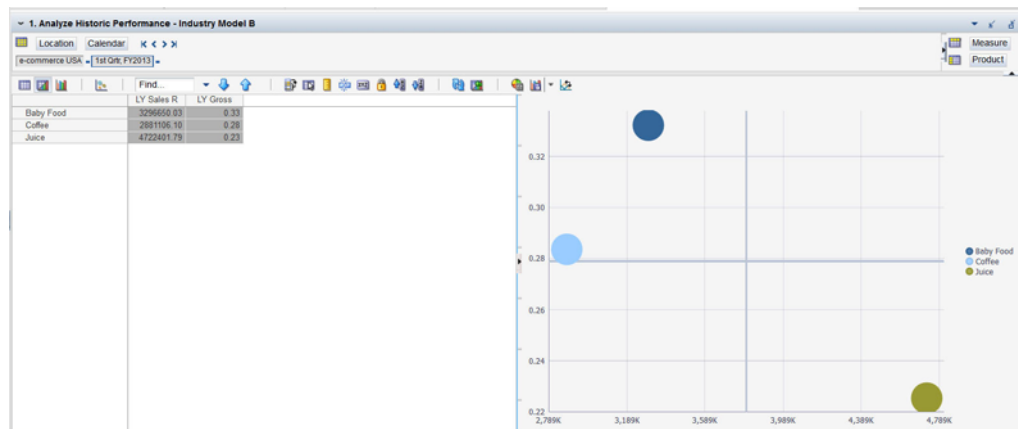 1. Analyze Historic Performance - Industry Model B
Location Calendar
Measure
e-commerce USA 1st Qrtr, FY2013
Product
Find...
LY Sales R LY Gross
Baby Food 3296650.03 0.33
Coffee 2881106.10 0.28
Juice 4722401.79 0.23
0.32
0.30
0.28
0.26
0.24
0.22
Baby Food
Coffee
Juice
2,789K 3,189K 3,589K 3,989K 4,389K 4,789K